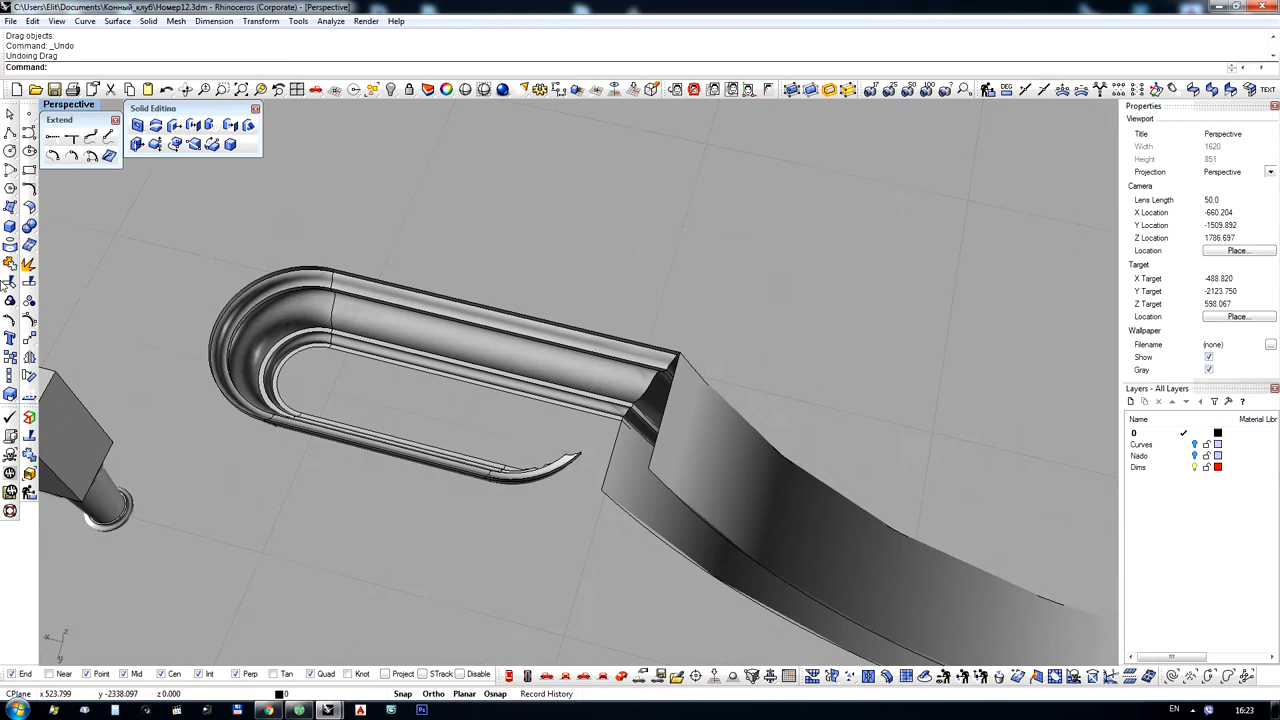 C:\Users\Elit\Documents\Конный_клуб\Номер12.3dm - Rhinoceros (Corporate) - [Perspective]
File Edit View Curve Surface Solid Mesh Dimension Transform Tools Analyze Render Help
Drag objects:
Command: _Undo
Undoing Drag
Command:
TEXT
Perspective
Extend
Solid Editing
Properties
Viewport
Title Perspective
Width 1620
Height 851
Projection Perspective
Camera
Lens Length 50.0
X Location -660.204
Y Location -1509.892
Z Location 1786.697
Location Place...
Target
X Target -488.820
Y Target -2123.750
Z Target 598.067
Location Place...
Wallpaper
Filename (none)
Show
Gray
Layers - All Layers
Name Material Libr
0
Curves
Nado
Dims
x z y
End Near Point Mid Cen Int Perp Tan Quad Knot Project STrack Disable
CPlane x 523.799 y -2338.097 z 0.000 0 Snap Ortho Planar Osnap Record History
EN 16:23